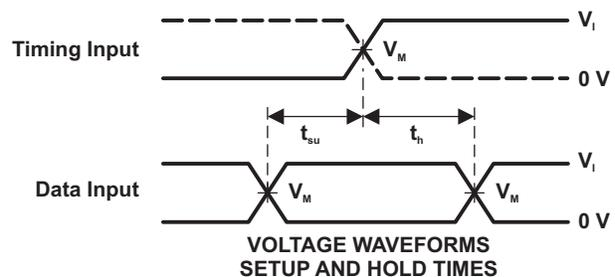 V_I
Timing Input
V_M
0 V
t_su
t_h
V_I
Data Input
V_M
V_M
0 V
VOLTAGE WAVEFORMS
SETUP AND HOLD TIMES